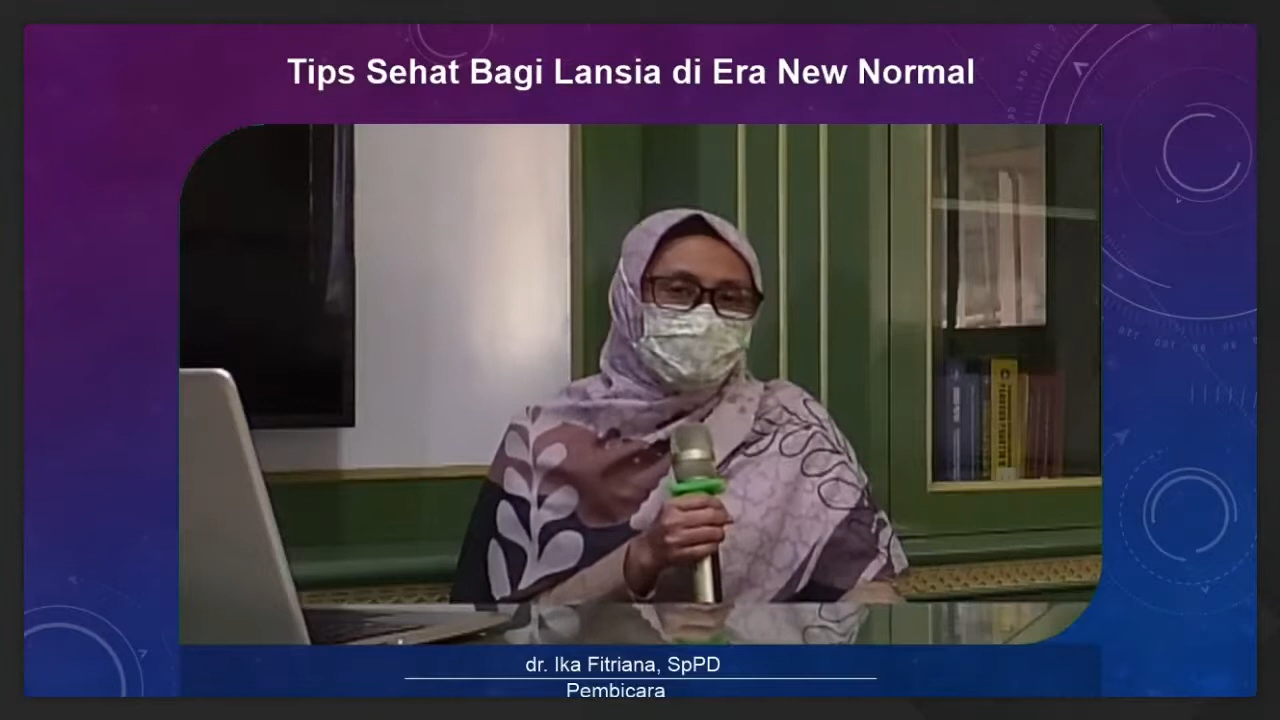 Tips Sehat Bagi Lansia di Era New Normal
dr. Ika Fitriana, SpPD
Pembicara